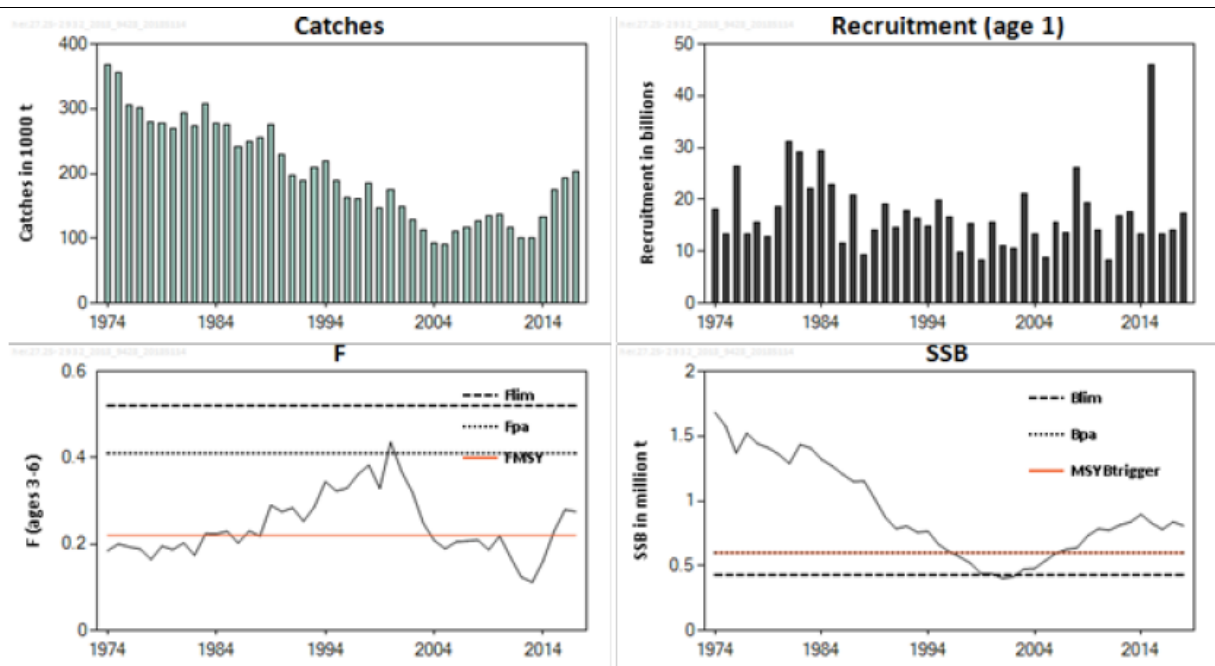 Catches
400
300
200
100
0
Catches in 1000 t
1974 1984 1994 2004 2014
Recruitment (age 1)
50
40
30
20
10
0
Recruitment in billions
1974 1984 1994 2004 2014
F
0.6
0.4
0.2
0
F (ages 3-6)
Flim
Fpa
FMSY
1974 1984 1994 2004 2014
SSB
2
1.5
1
0.5
0
SSB in million t
Blim
Bpa
MSYBtrigger
1974 1984 1994 2004 2014